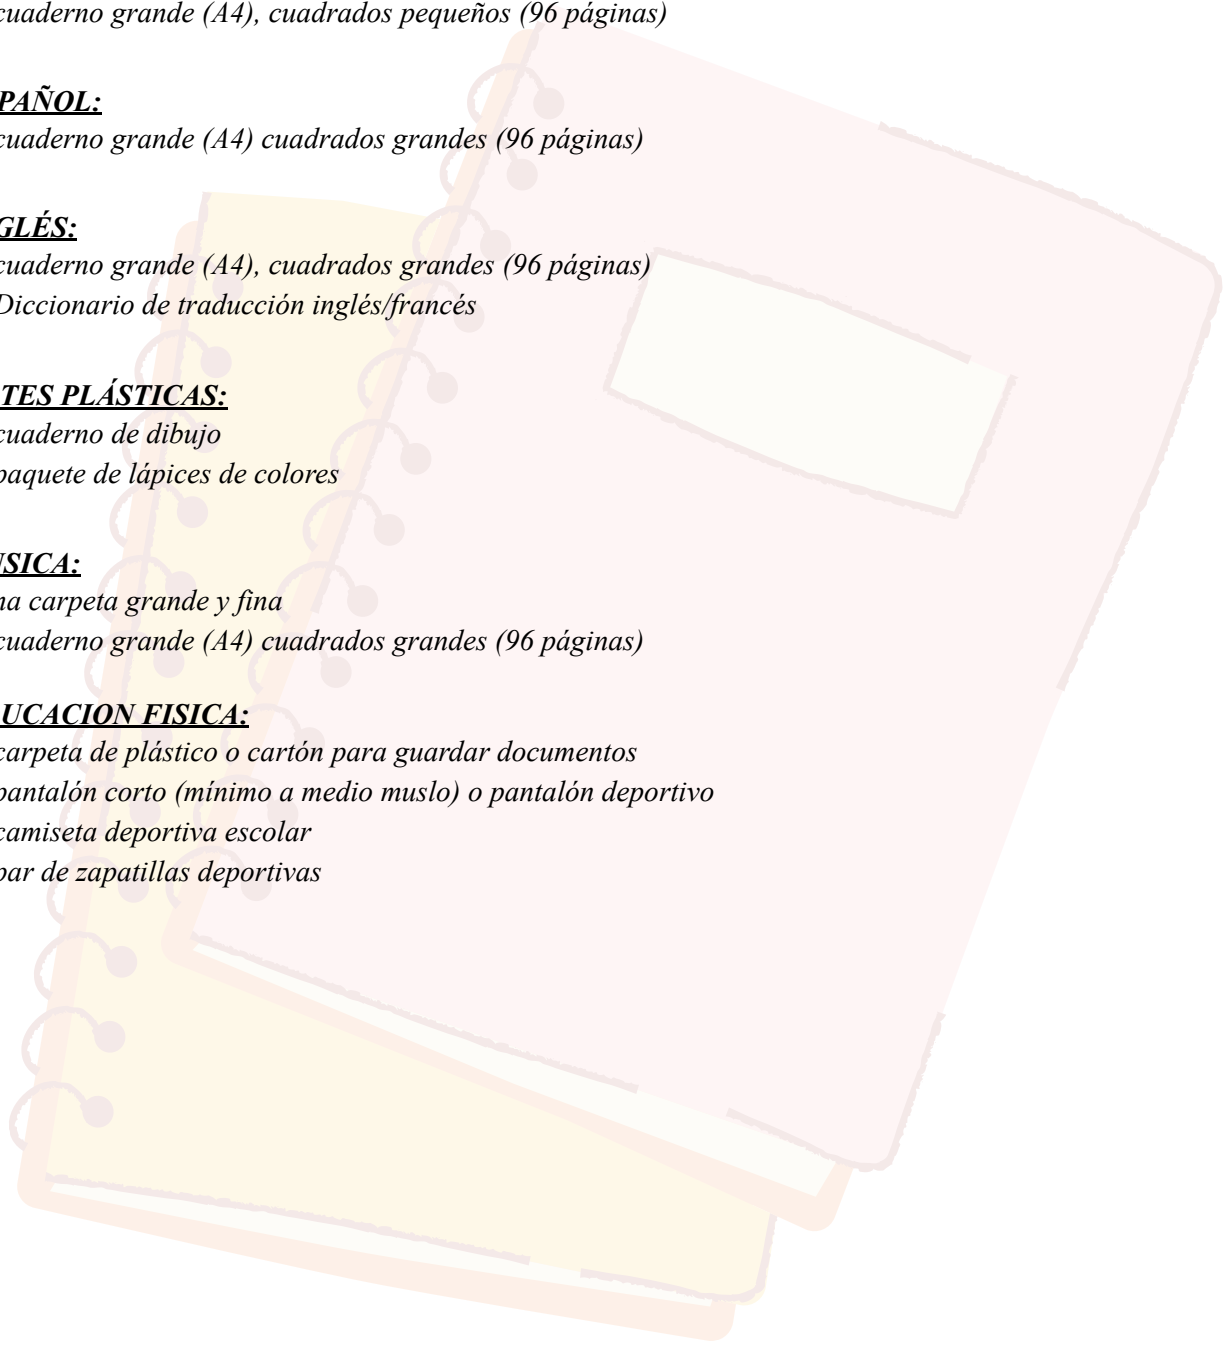 cuaderno grande (A4), cuadrados pequeños (96 páginas)
PAÑOL:
cuaderno grande (A4) cuadrados grandes (96 páginas)
GLÉS:
cuaderno grande (A4), cuadrados grandes (96 páginas)
Diccionario de traducción inglés/francés
TES PLÁSTICAS:
cuaderno de dibujo
paquete de lápices de colores
SICA:
na carpeta grande y fina
cuaderno grande (A4) cuadrados grandes (96 páginas)
UCACION FISICA:
carpeta de plástico o cartón para guardar documentos
pantalón corto (mínimo a medio muslo) o pantalón deportivo
camiseta deportiva escolar
par de zapatillas deportivas